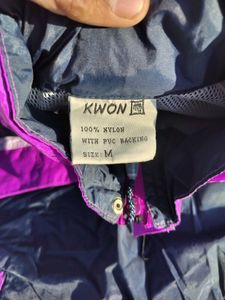 KWON
100% NYLON
WITH PVC BACKING
SIZE: M